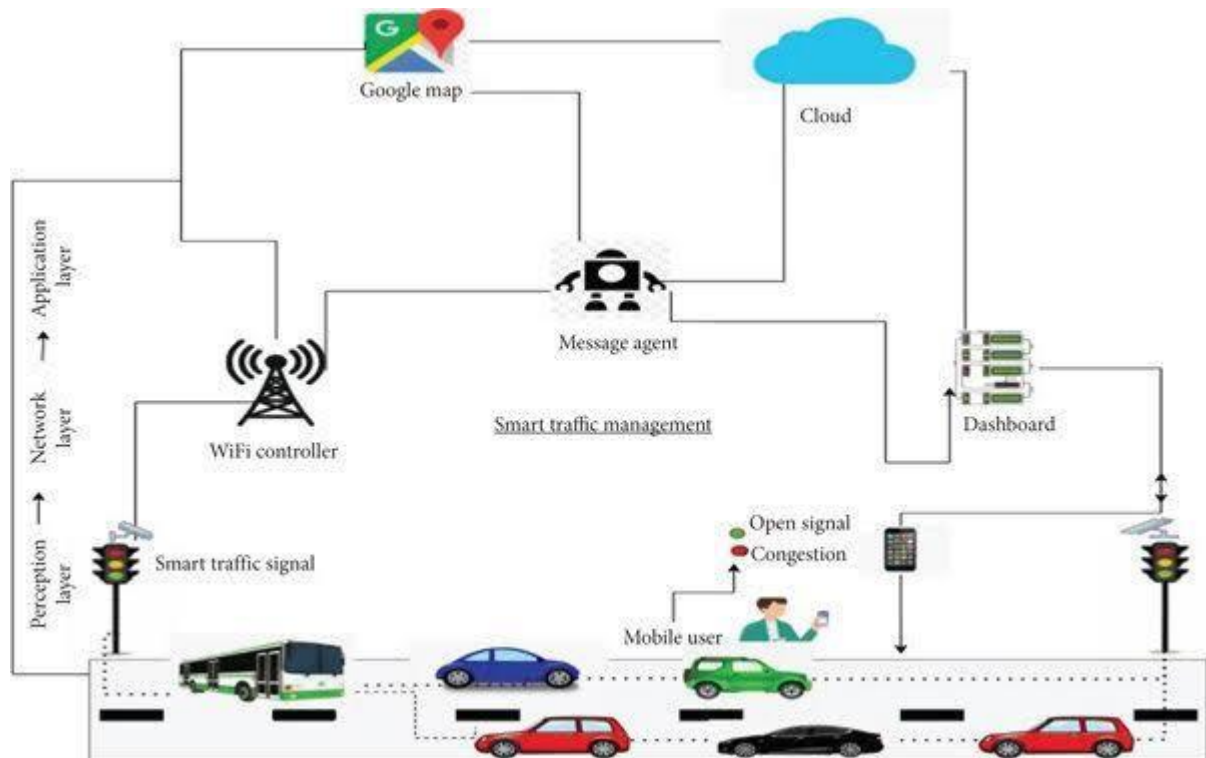 G
Google map
Cloud
Application
layer
Message agent
Network
layer
WiFi controller
Smart traffic management
Dashboard
Perception
layer
Smart traffic signal
Open signal
Congestion
Mobile user